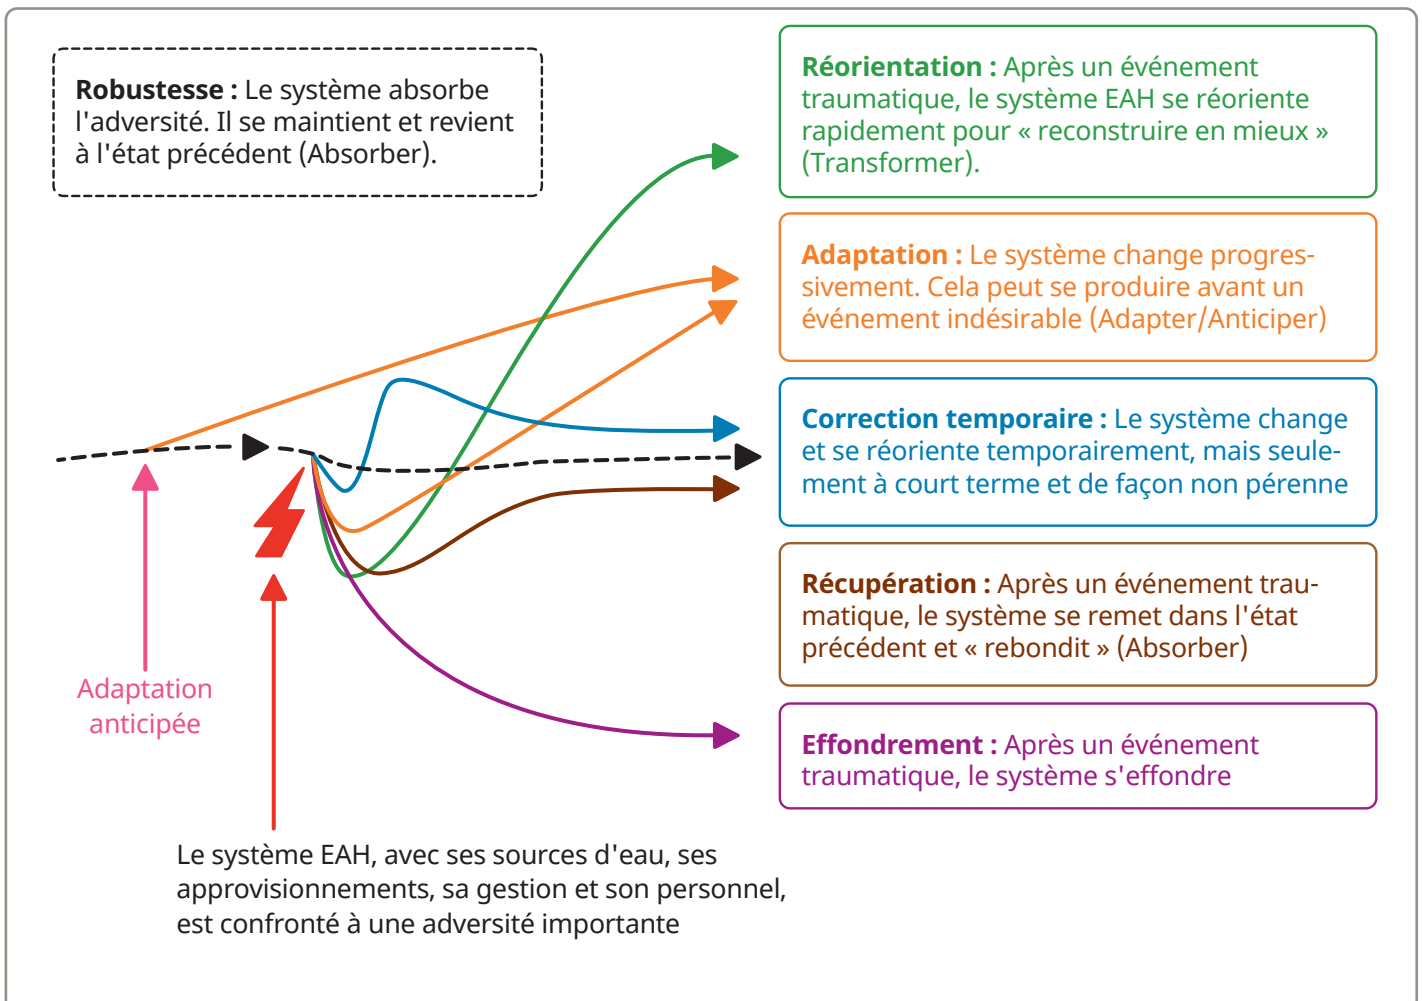 Robustesse : Le système absorbe
l'adversité. Il se maintient et revient
à l'état précédent (Absorber).
Réorientation : Après un événement
traumatique, le système EAH se réoriente
rapidement pour « reconstruire en mieux »
(Transformer).
Adaptation : Le système change progres-
sivement. Cela peut se produire avant un
événement indésirable (Adapter/Anticiper)
Correction temporaire : Le système change
et se réoriente temporairement, mais seule-
ment à court terme et de façon non pérenne
Récupération : Après un événement trau-
matique, le système se remet dans l'état
précédent et « rebondit » (Absorber)
Effondrement : Après un événement
traumatique, le système s'effondre
Adaptation
anticipée
Le système EAH, avec ses sources d'eau, ses
approvisionnements, sa gestion et son personnel,
est confronté à une adversité importante